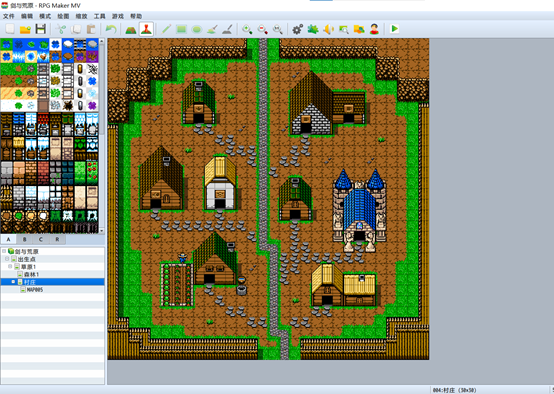 剑与荒原 - RPG Maker MV
文件 编辑 模式 绘图 缩放 工具 游戏 帮助
A B C R
剑与荒原
出生点
草原1
森林1
村庄
MAP005
004:村庄 (30x30)